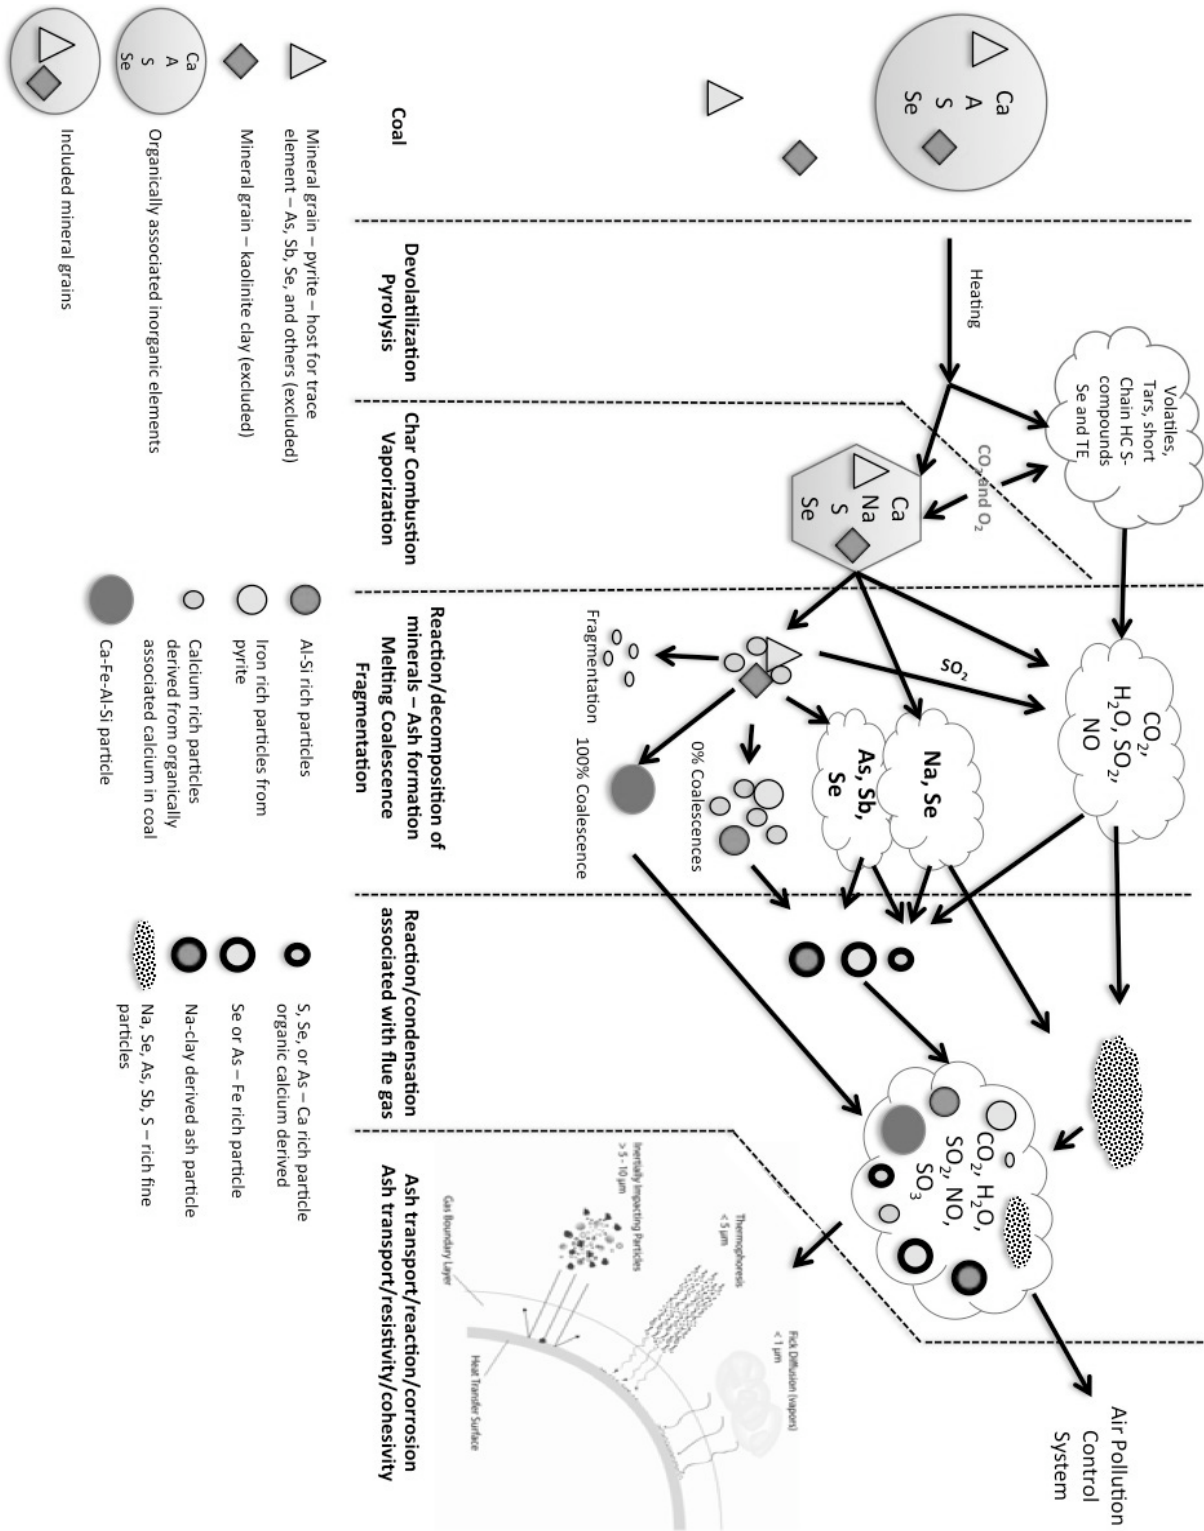 Ca
A
S
Se
Heating
Volatiles,
Tars, short
Chain HC S-
compounds
Se and TE
CO₂ and O₂
Ca
Na
S
Se
CO₂,
H₂O, SO₂,
NO
SO₂
Na, Se
As, Sb,
Se
Fragmentation
0% Coalescences
100% Coalescence
CO₂, H₂O,
SO₂, NO,
SO₃
Air Pollution
Control
System
Fick Diffusion (vapors)
< 1 µm
Thermophoresis
< 5 µm
Inertially Impacting Particles
> 5 - 10 µm
Gas Boundary Layer
Heat Transfer Surface
Coal
Devolatilization
Pyrolysis
Char Combustion
Vaporization
Reaction/decomposition of
minerals – Ash formation
Melting Coalescence
Fragmentation
Reaction/condensation
associated with flue gas
Ash transport/reaction/corrosion
Ash transport/resistivity/cohesivity
Mineral grain – pyrite – host for trace
element – As, Sb, Se, and others (excluded)
Mineral grain – kaolinite clay (excluded)
Ca
A
S
Se
Organically associated inorganic elements
Included mineral grains
Al-Si rich particles
Iron rich particles from
pyrite
Calcium rich particles
derived from organically
associated calcium in coal
Ca-Fe-Al-Si particle
S, Se, or As – Ca rich particle
organic calcium derived
Se or As – Fe rich particle
Na-clay derived ash particle
Na, Se, As, Sb, S – rich fine
particles